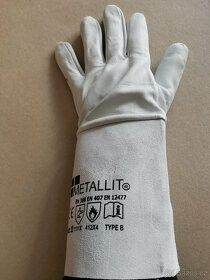 METALLIT®
EN 388 EN 407 EN 12477
412X4 TYPE B